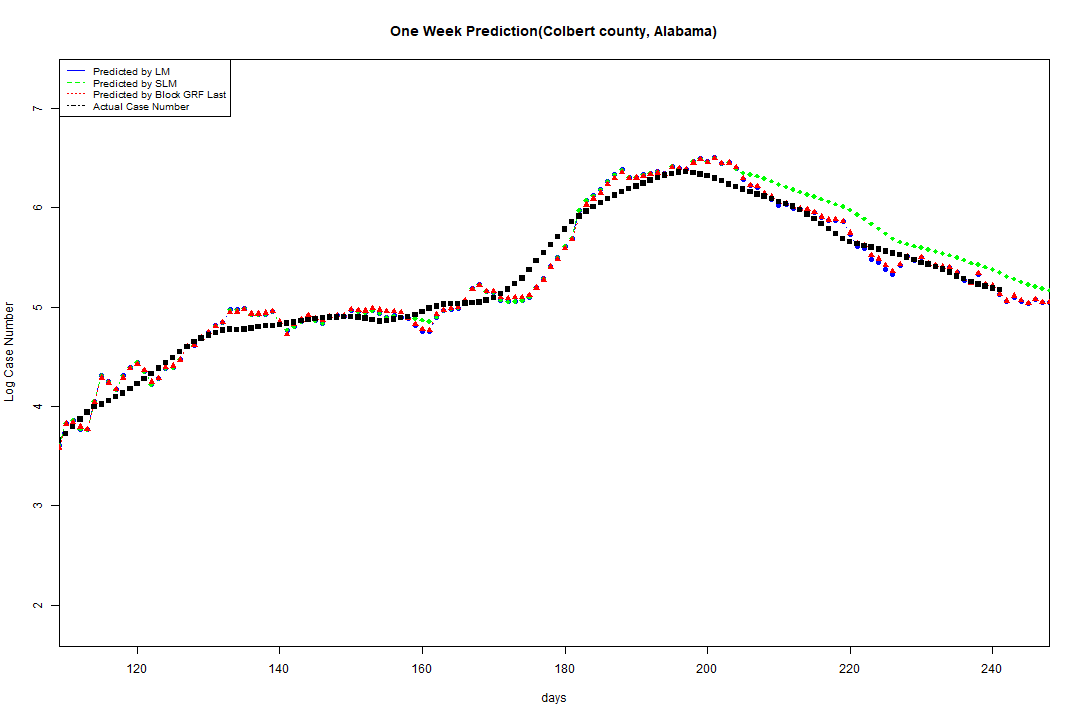 One Week Prediction(Colbert county, Alabama)
Predicted by LM
Predicted by SLM
Predicted by Block GRF Last
Actual Case Number
7
6
5
4
3
2
Log Case Number
120 140 160 180 200 220 240
days